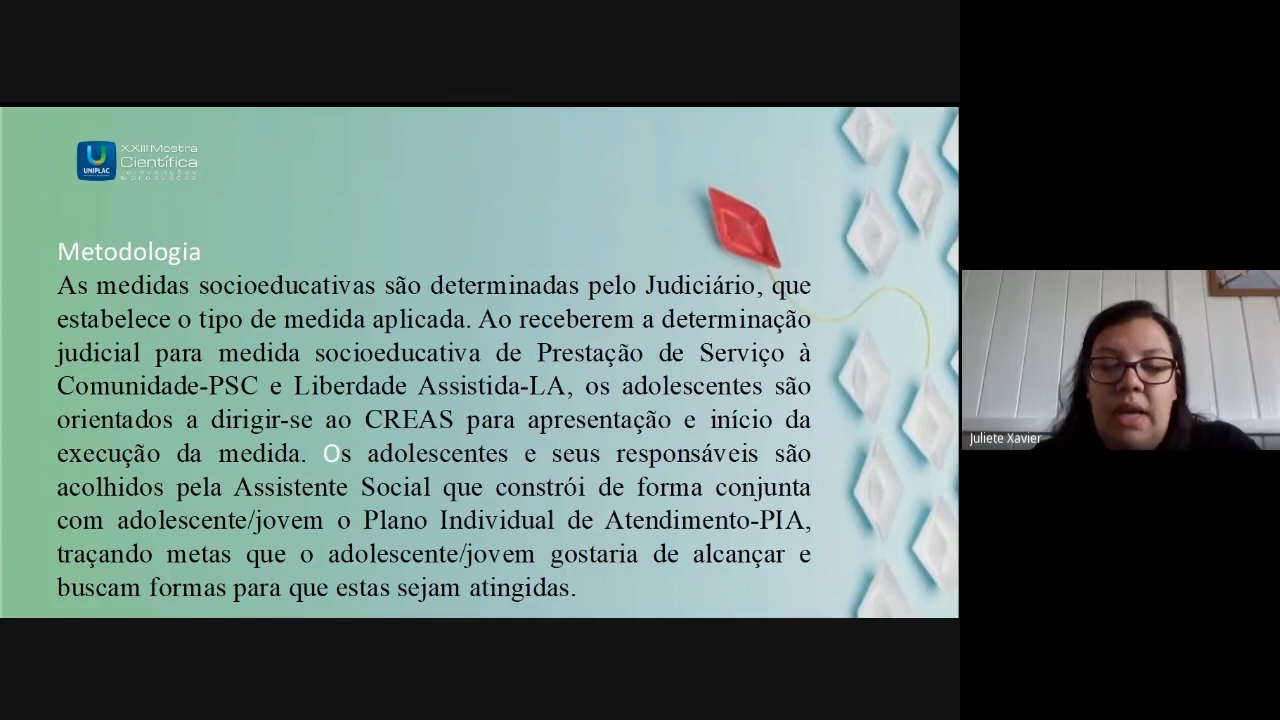 XXIII Mostra
Científica
UNIPLAC
Metodologia
As medidas socioeducativas são determinadas pelo Judiciário, que
estabelece o tipo de medida aplicada. Ao receberem a determinação
judicial para medida socioeducativa de Prestação de Serviço à
Comunidade-PSC e Liberdade Assistida-LA, os adolescentes são
orientados a dirigir-se ao CREAS para apresentação e início da
execução da medida. Os adolescentes e seus responsáveis são
acolhidos pela Assistente Social que constrói de forma conjunta
com adolescente/jovem o Plano Individual de Atendimento-PIA,
traçando metas que o adolescente/jovem gostaria de alcançar e
buscam formas para que estas sejam atingidas.
Juliete Xavier